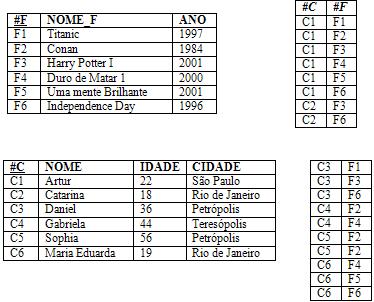 #F NOME_F ANO
F1 Titanic 1997
F2 Conan 1984
F3 Harry Potter I 2001
F4 Duro de Matar 1 2000
F5 Uma mente Brilhante 2001
F6 Independence Day 1996
#C #F
C1 F1
C1 F2
C1 F3
C1 F4
C1 F5
C1 F6
C2 F3
C2 F6
#C NOME IDADE CIDADE
C1 Artur 22 São Paulo
C2 Catarina 18 Rio de Janeiro
C3 Daniel 36 Petrópolis
C4 Gabriela 44 Teresópolis
C5 Sophia 56 Petrópolis
C6 Maria Eduarda 19 Rio de Janeiro
C3 F1
C3 F3
C3 F6
C4 F2
C4 F4
C5 F2
C5 F2
C6 F4
C6 F5
C6 F6